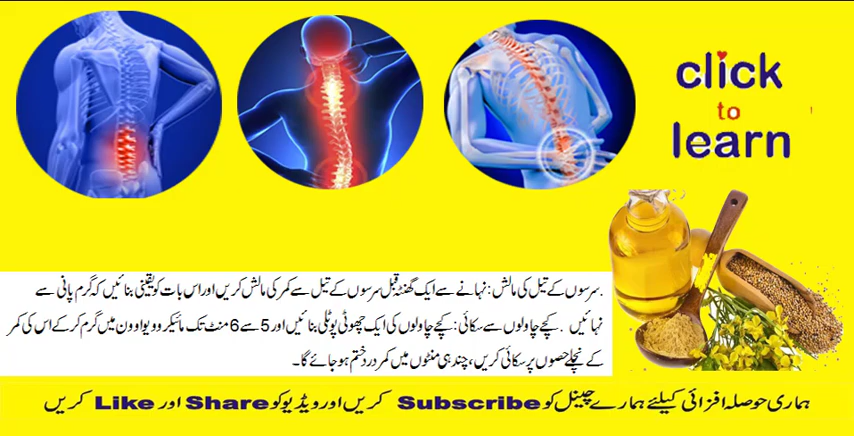 click
to
learn
.سرسوں کے تیل کی مالش: نہانے سے ایک گھنٹہ قبل سرسوں کے تیل سے کمر کی مالش کریں اور اس بات کو یقینی بنائیں کہ گرم پانی سے
نہائیں۔ .کچے چاولوں سے سکائی: کچے چاولوں کی ایک چھوٹی پوٹلی بنائیں اور 5 سے 6 منٹ تک مائیکرو ویو اوون میں گرم کر کے اس کی کمر
کے نچلے حصوں پر سکائی کریں، چند ہی منٹوں میں کمر درد ختم ہو جائے گا۔
ہماری حوصلہ افزائی کیلئے ہمارے چینل کو Subscribe کریں اور ویڈیو کو Share اور Like کریں